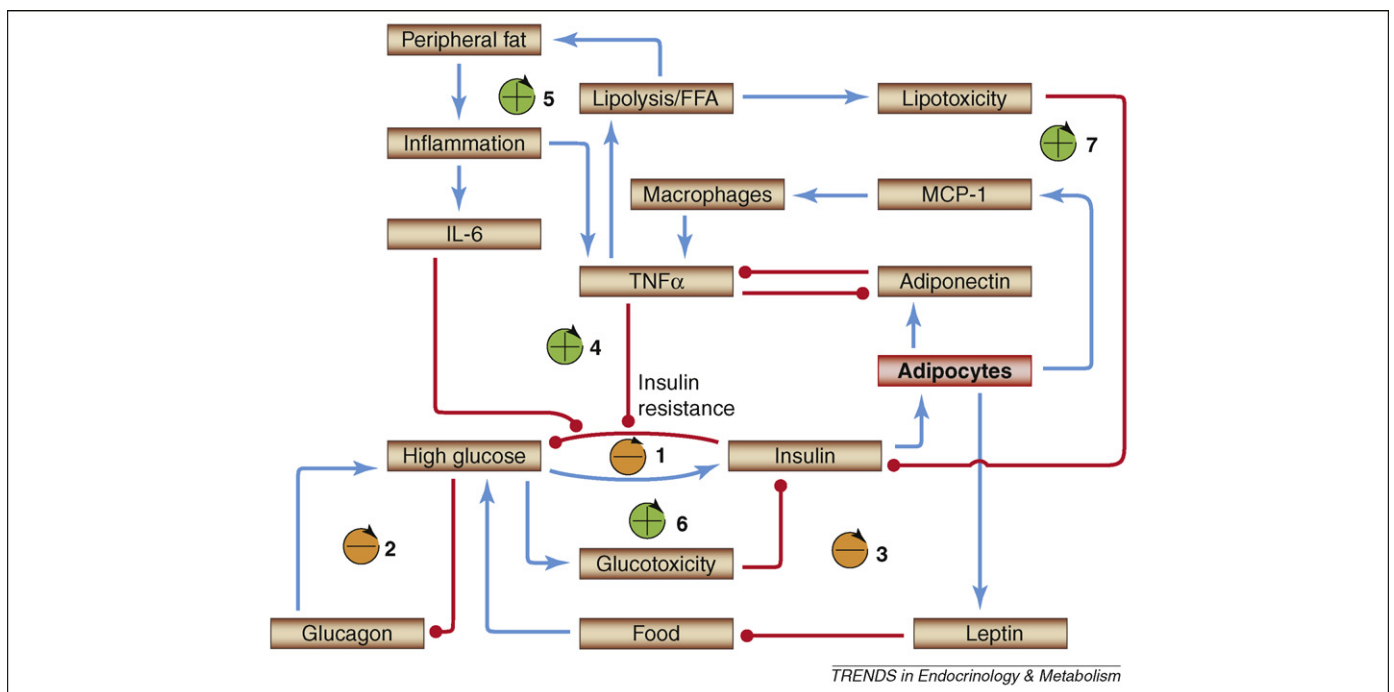 Peripheral fat
5
Lipolysis/FFA
Lipotoxicity
7
Inflammation
Macrophages
MCP-1
IL-6
TNFα
Adiponectin
4
Adipocytes
Insulin
resistance
High glucose
1
Insulin
6
2
3
Glucotoxicity
Glucagon
Food
Leptin
TRENDS in Endocrinology & Metabolism